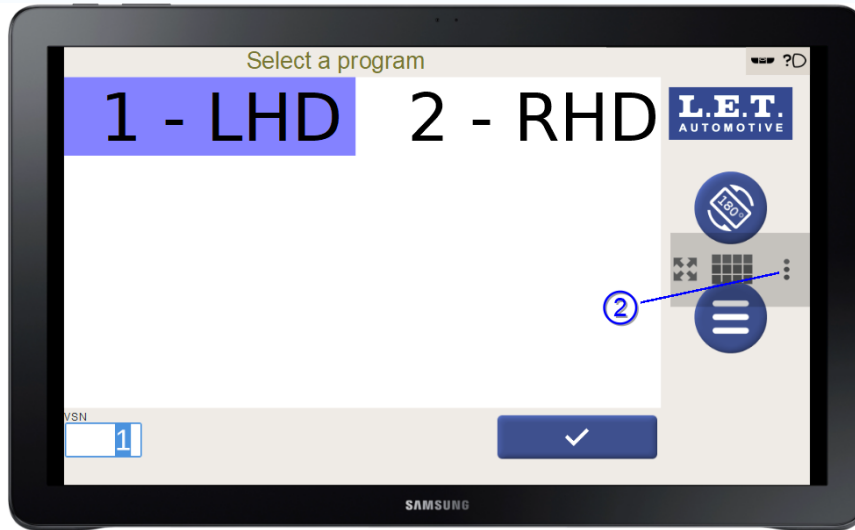 Select a program
?
1 - LHD 2 - RHD
L.E.T.
AUTOMOTIVE
180°
2
VSN
1
SAMSUNG